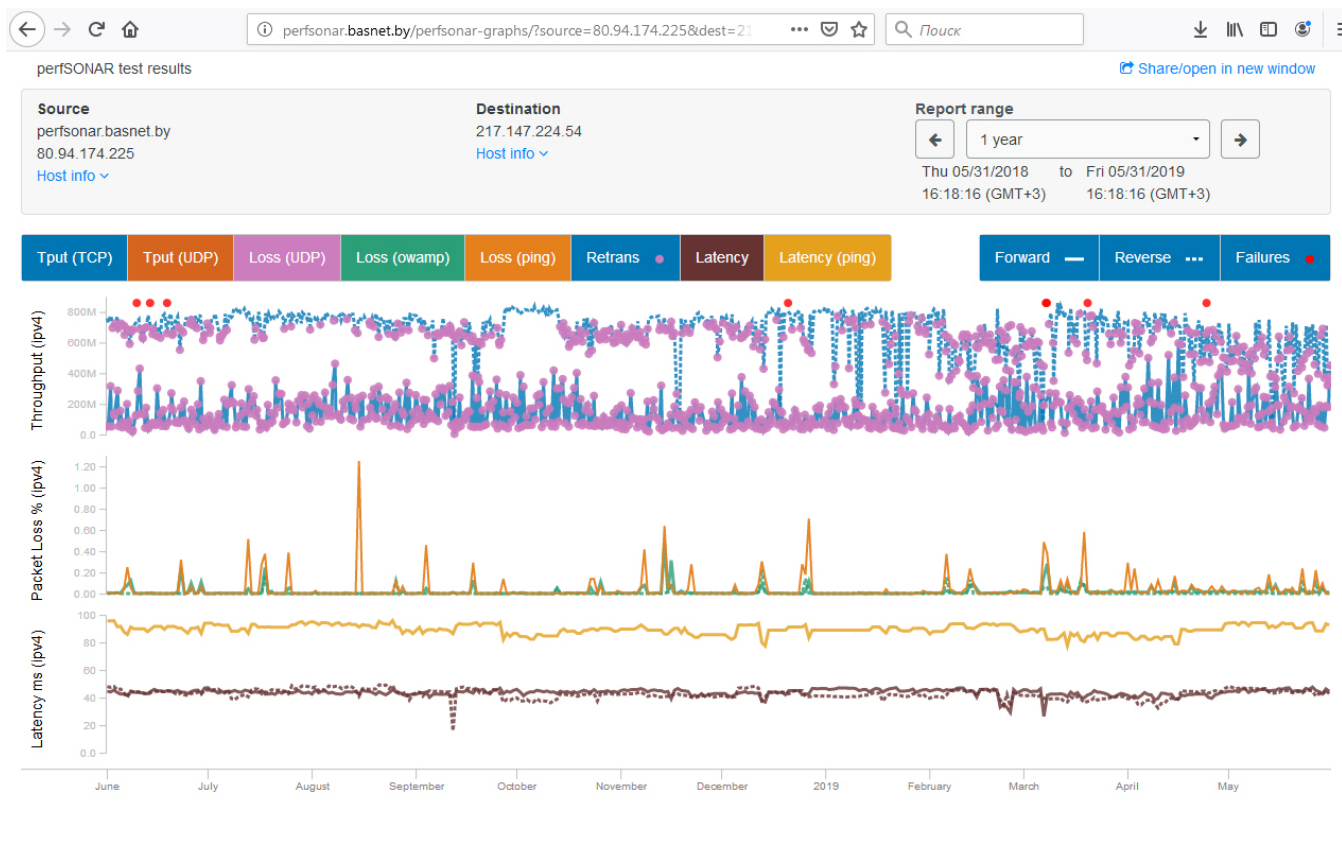 perfsonar.basnet.by/perfsonar-graphs/?source=80.94.174.225&dest=21
Поиск
perfSONAR test results
Share/open in new window
Source
perfsonar.basnet.by
80.94.174.225
Host info
Destination
217.147.224.54
Host info
Report range
1 year
Thu 05/31/2018 to Fri 05/31/2019
16:18:16 (GMT+3) 16:18:16 (GMT+3)
Tput (TCP) Tput (UDP) Loss (UDP) Loss (owamp) Loss (ping) Retrans Latency Latency (ping) Forward Reverse Failures
Throughput (ipv4)
800M
600M
400M
200M
0.0
Packet Loss % (ipv4)
1.20
1.00
0.80
0.60
0.40
0.20
0.00
Latency ms (ipv4)
100
80
60
40
20
0.0
June July August September October November December 2019 February March April May